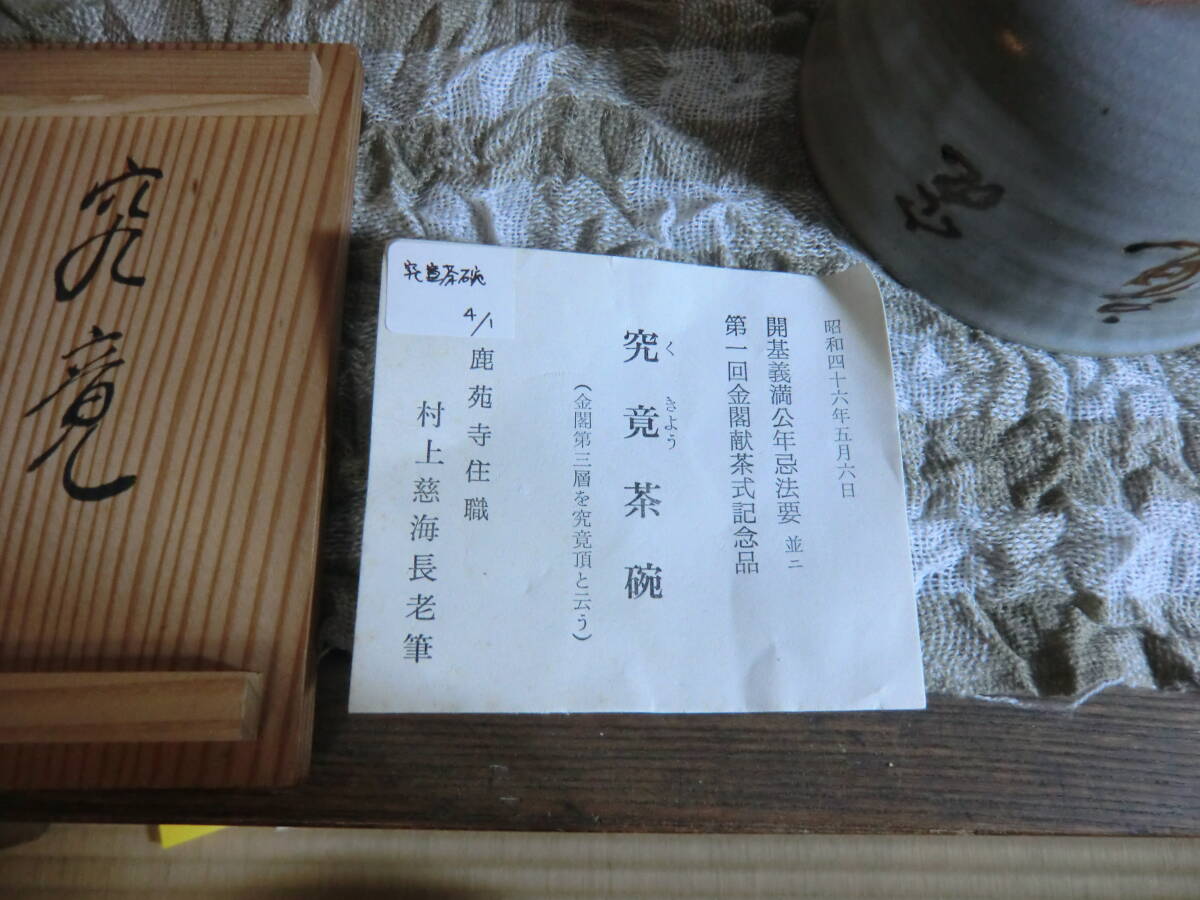 昭和四十六年五月六日
開基義満公年忌法要 並ニ
第一回金閣献茶式記念品
究竟茶碗
く きよう
(金閣第三層を究竟頂と云う)
鹿苑寺住職
村上慈海長老筆
究竟茶碗
4/1
究竟